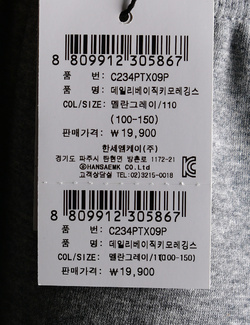 8 809912 305867
품 번: C234PTX09P
품 명: 데일리베이직키모레깅스
COL/SIZE: 멜란그레이/110
(100-150)
판매가격: ₩ 19,900
한세엠케이(주)
경기도 파주시 탄현면 방촌로 1172-21
ⓒHANSAEMK CO.Ltd
고객상담실 TEL:02)3215-0018
8 809912 305867
품 번: C234PTX09P
품 명: 데일리베이직키모레깅스
COL/SIZE: 멜란그레이/110(100-150)
판매가격: ₩ 19,900